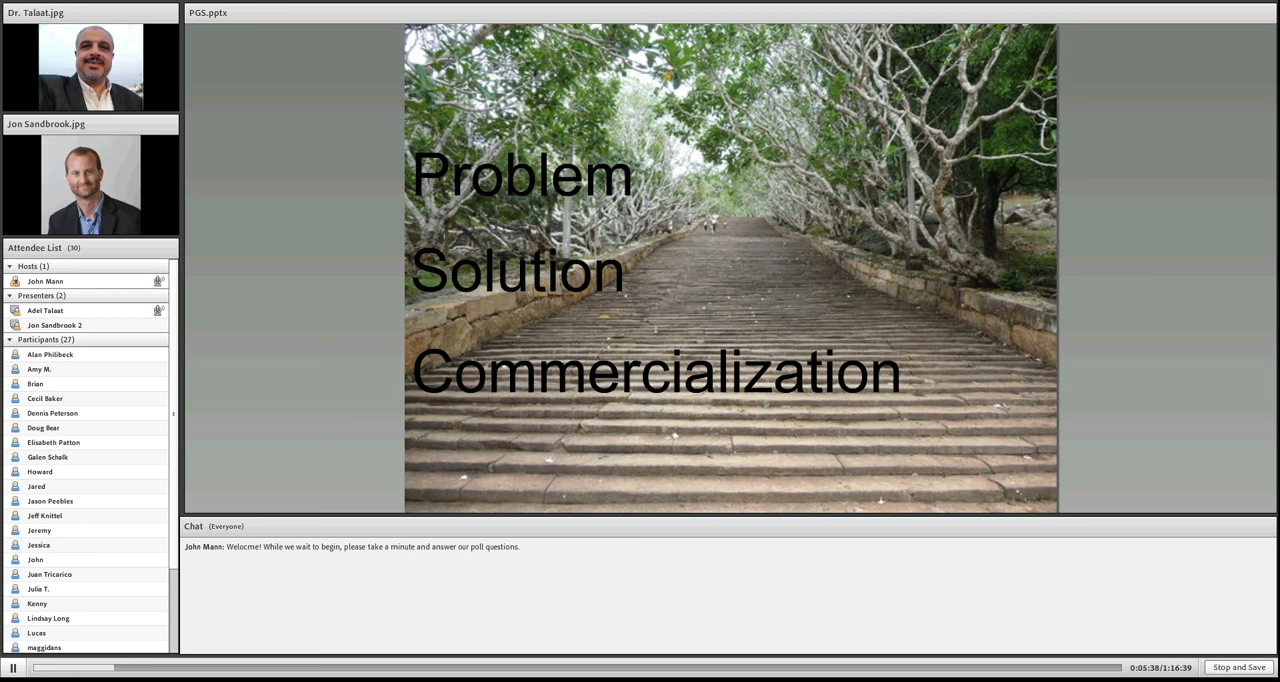 Dr. Talaat.jpg
Jon Sandbrook.jpg
Attendee List (30)
Hosts (1)
John Mann
Presenters (2)
Adel Talaat
Jon Sandbrook 2
Participants (27)
Alan Philibeck
Amy M.
Brian
Cecil Baker
Dennis Peterson
Doug Bear
Elisabeth Patton
Galen Schalk
Howard
Jared
Jason Peebles
Jeff Knittel
Jeremy
Jessica
John
Juan Tricarico
Julia T.
Kenny
Lindsay Long
Lucas
maggidans
PGS.pptx
Problem
Solution
Commercialization
Chat (Everyone)
John Mann: Welocme! While we wait to begin, please take a minute and answer our poll questions.
0:05:38/1:16:39
Stop and Save